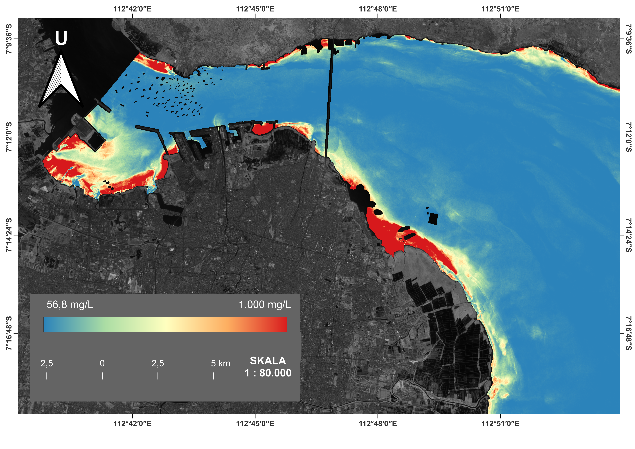 112°42'0"E 112°45'0"E 112°48'0"E 112°51'0"E
7°9'36"S 7°9'36"S
U
7°12'0"S 7°12'0"S
7°14'24"S 7°14'24"S
56,8 mg/L 1.000 mg/L
7°16'48"S 7°16'48"S
2,5 0 2,5 5 km
SKALA
1 : 80.000
112°42'0"E 112°45'0"E 112°48'0"E 112°51'0"E